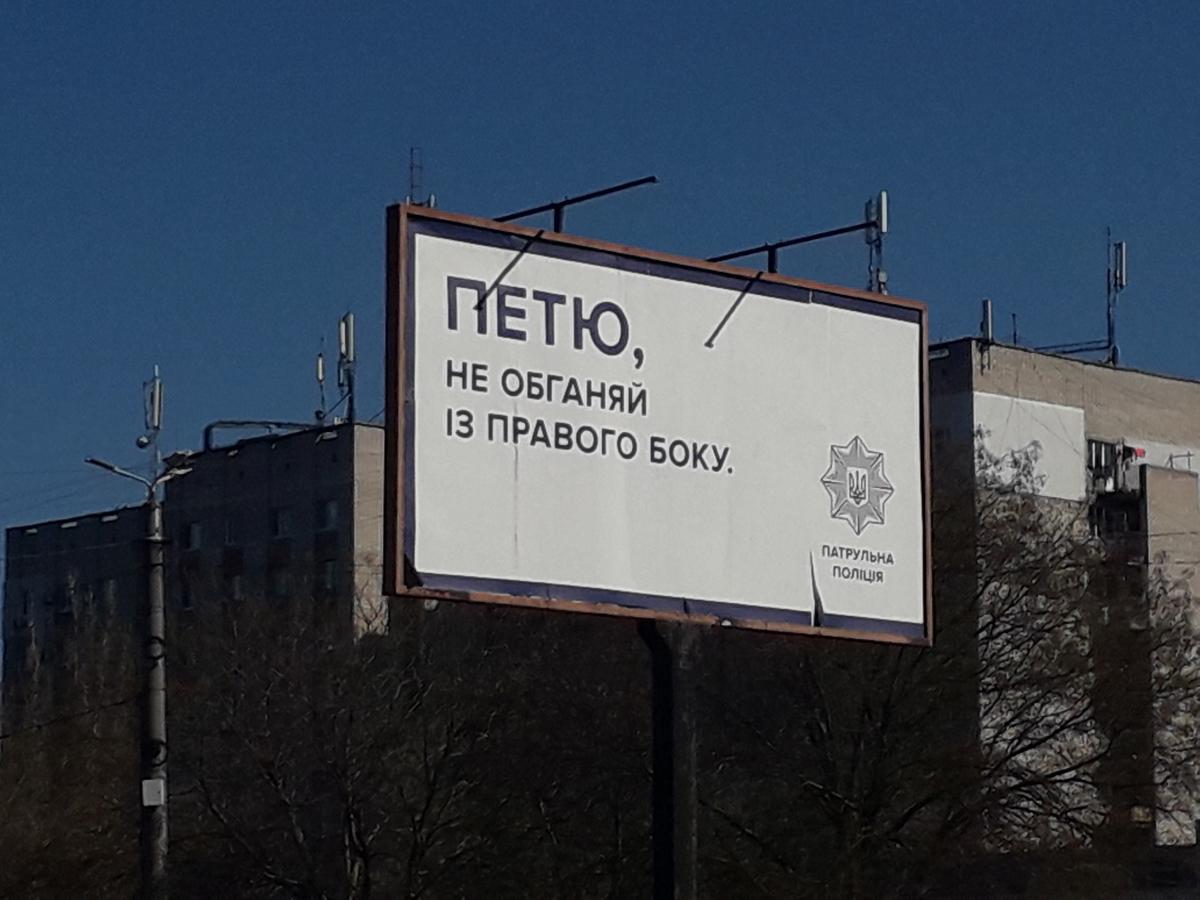 ПЕТЮ,
НЕ ОБГАНЯЙ
ІЗ ПРАВОГО БОКУ.
ПАТРУЛЬНА
ПОЛІЦІЯ